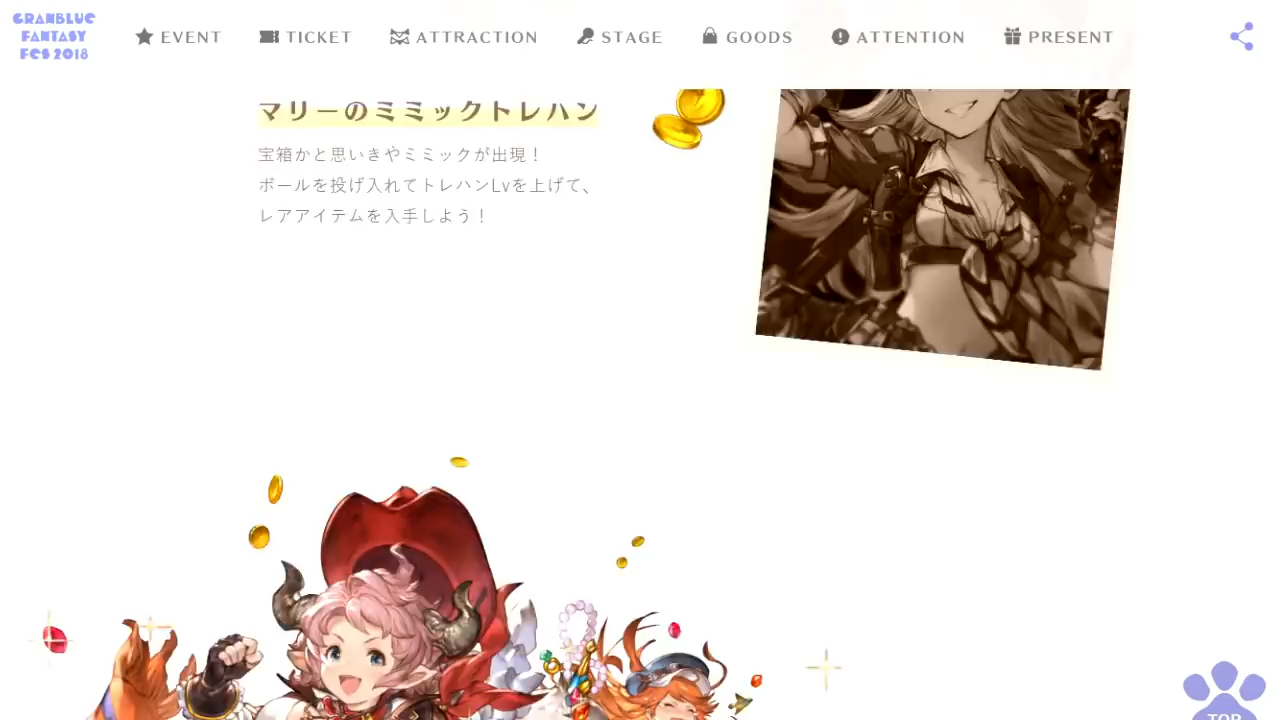 GRANBLUE
FANTASY
FES 2018
EVENT
TICKET
ATTRACTION
STAGE
GOODS
ATTENTION
PRESENT
マリーのミミックトレハン
宝箱かと思いきやミミックが出現！
ボールを投げ入れてトレハンLvを上げて、
レアアイテムを入手しよう！
TOP